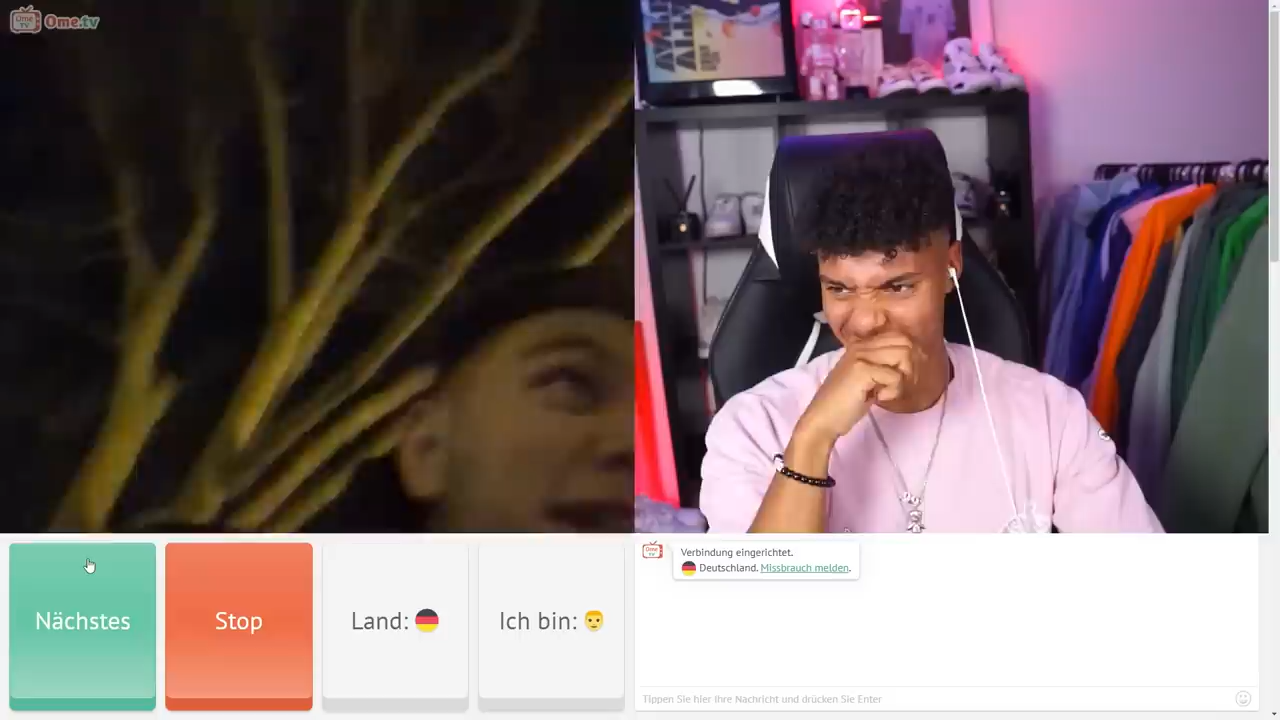 Ome.tv
Verbindung eingerichtet.
Deutschland. Missbrauch melden.
Nächstes
Stop
Land:
Ich bin:
Tippen Sie hier Ihre Nachricht und drücken Sie Enter